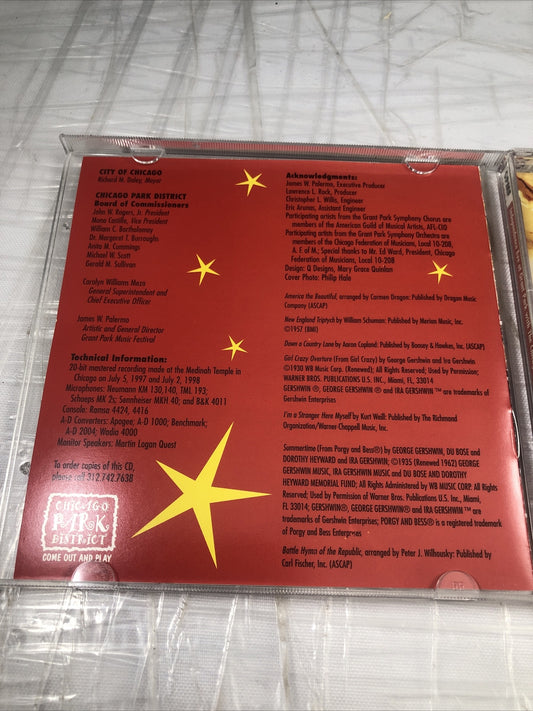 CITY OF CHICAGO
Richard M. Daley, Mayor
CHICAGO PARK DISTRICT
Board of Commissioners
John W. Rogers, Jr. President
Mona Castillo, Vice President
William C. Bartholomay
Dr. Margaret T. Burroughs
Anita M. Cummings
Michael W. Scott
Gerald M. Sullivan
Carolyn Williams Meza
General Superintendent and
Chief Executive Officer
James W. Palermo
Artistic and General Director
Grant Park Music Festival
Technical Information:
20-bit mastered recording made at the Medinah Temple in
Chicago on July 5, 1997 and July 2, 1998
Microphones: Neumann KM 130,140, TML 193;
Schoeps MK 2s; Sennheiser MKH 40; and B&K 4011
Console: Ramsa 4424, 4416
A-D Converters: Apogee; A-D 1000; Benchmark,
A-D 2004; Wadia 4000
Monitor Speakers: Martin Logan Quest
To order copies of this CD,
please call 312.742.7638
CHICAGO
PARK
DISTRICT
COME OUT AND PLAY
Acknowledgments:
James W. Palermo, Executive Producer
Lawrence L. Rock, Producer
Christopher L. Willis, Engineer
Eric Arunas, Assistant Engineer
Participating artists from the Grant Park Symphony Chorus are
members of the American Guild of Musical Artists, AFL-CIO
Participating artists from the Grant Park Symphony Orchestra are
members of the Chicago Federation of Musicians, Local 10-208,
A. F. of M.; Special thanks to Mr. Ed Ward, President, Chicago
Federation of Musicians, Local 10-208
Design: Q Designs, Mary Grace Quinlan
Cover Photo: Philip Hale
America the Beautiful, arranged by Carmen Dragon: Published by Dragon Music
Company (ASCAP)
New England Triptych by William Schuman: Published by Merion Music, Inc.
©1957 (BMI)
Down a Country Lane by Aaron Copland: Published by Boosey & Hawkes, Inc. (ASCAP)
Girl Crazy Overture (From Girl Crazy) by George Gershwin and Ira Gershwin
©1930 WB Music Corp. (Renewed); All Rights Reserved; Used by Permission;
WARNER BROS. PUBLICATIONS U.S. INC., Miami, FL 33014
GERSHWIN ®, GEORGE GERSHWIN® and IRA GERSHWIN ™ are trademarks of
Gershwin Enterprises
I'm a Stranger Here Myself by Kurt Weill: Published by The Richmond
Organization/Warner-Chappell Music, Inc.
Summertime (From Porgy and Bess®) by GEORGE GERSHWIN, DU BOSE and
DOROTHY HEYWARD and IRA GERSHWIN; ©1935 (Renewed 1962) GEORGE
GERSHWIN MUSIC, IRA GERSHWIN MUSIC and DU BOSE AND DOROTHY
HEYWARD MEMORIAL FUND; All Rights Administered by WB MUSIC CORP. All Rights
Reserved; Used by Permission of Warner Bros. Publications U.S. Inc., Miami,
FL 33014; GERSHWIN®, GEORGE GERSHWIN® and IRA GERSHWIN ™ are
trademarks of Gershwin Enterprises; PORGY AND BESS® is a registered trademark
of Porgy and Bess Enterprises
Battle Hymn of the Republic, arranged by Peter J. Wilhousky: Published by
Carl Fischer, Inc. (ASCAP)